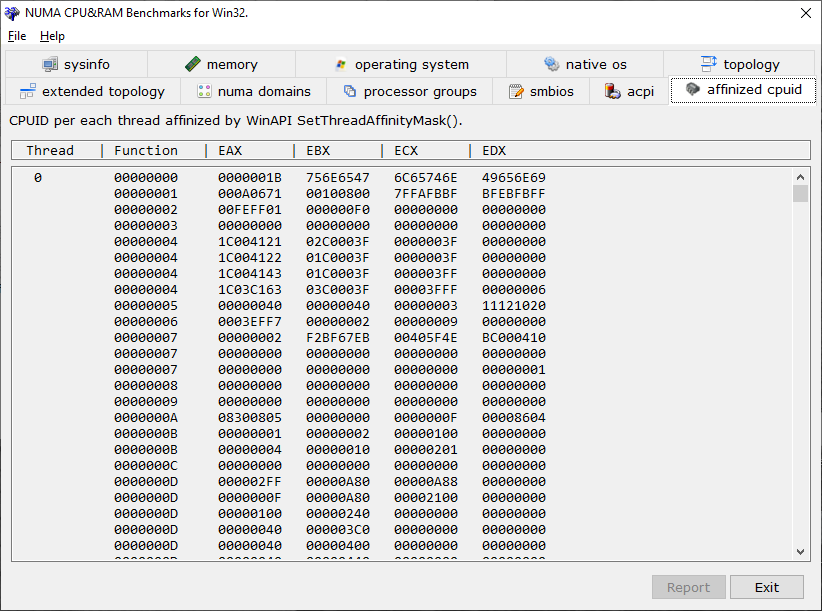 NUMA CPU&RAM Benchmarks for Win32.
File Help
sysinfo memory operating system native os topology
extended topology numa domains processor groups smbios acpi affinized cpuid
CPUID per each thread affinized by WinAPI SetThreadAffinityMask().
Thread Function EAX EBX ECX EDX
0 00000000 0000001B 756E6547 6C65746E 49656E69
00000001 000A0671 00100800 7FFAFBBF BFEBFBFF
00000002 00FEFF01 000000F0 00000000 00000000
00000003 00000000 00000000 00000000 00000000
00000004 1C004121 02C0003F 0000003F 00000000
00000004 1C004122 01C0003F 0000003F 00000000
00000004 1C004143 01C0003F 000003FF 00000000
00000004 1C03C163 03C0003F 00003FFF 00000006
00000005 00000040 00000040 00000003 11121020
00000006 0003EFF7 00000002 00000009 00000000
00000007 00000002 F2BF67EB 00405F4E BC000410
00000007 00000000 00000000 00000000 00000000
00000007 00000000 00000000 00000000 00000001
00000008 00000000 00000000 00000000 00000000
00000009 00000000 00000000 00000000 00000000
0000000A 08300805 00000000 0000000F 00008604
0000000B 00000001 00000002 00000100 00000000
0000000B 00000004 00000010 00000201 00000000
0000000C 00000000 00000000 00000000 00000000
0000000D 000002FF 00000A80 00000A88 00000000
0000000D 0000000F 00000A80 00002100 00000000
0000000D 00000100 00000240 00000000 00000000
0000000D 00000040 000003C0 00000000 00000000
0000000D 00000040 00000400 00000000 00000000
Report Exit